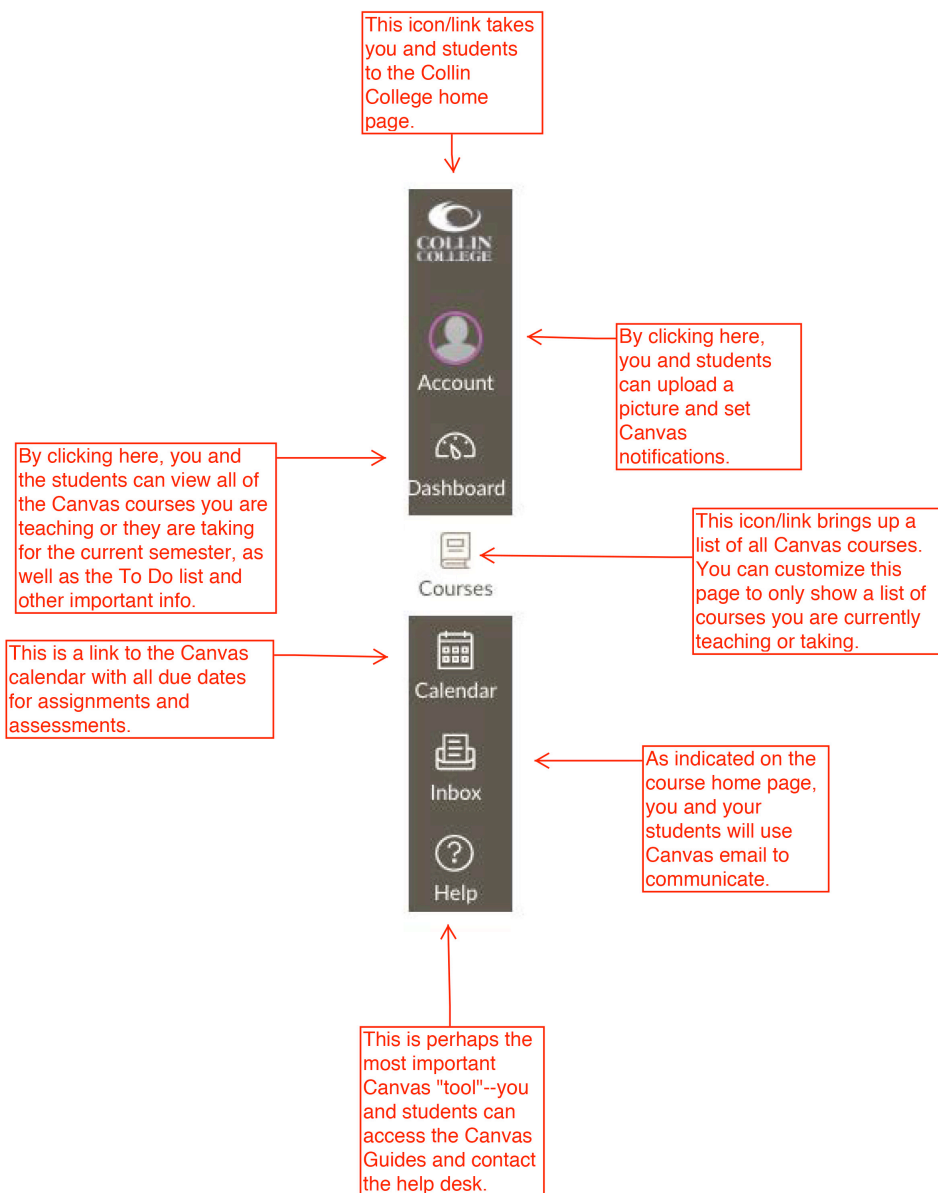 This icon/link takes
you and students
to the Collin
College home
page.
COLLIN
COLLEGE
By clicking here,
you and students
can upload a
picture and set
Canvas
notifications.
Account
By clicking here, you and
the students can view all of
the Canvas courses you are
teaching or they are taking
for the current semester, as
well as the To Do list and
other important info.
Dashboard
This icon/link brings up a
list of all Canvas courses.
You can customize this
page to only show a list of
courses you are currently
teaching or taking.
Courses
This is a link to the Canvas
calendar with all due dates
for assignments and
assessments.
Calendar
As indicated on the
course home page,
you and your
students will use
Canvas email to
communicate.
Inbox
?
Help
This is perhaps the
most important
Canvas "tool"--you
and students can
access the Canvas
Guides and contact
the help desk.